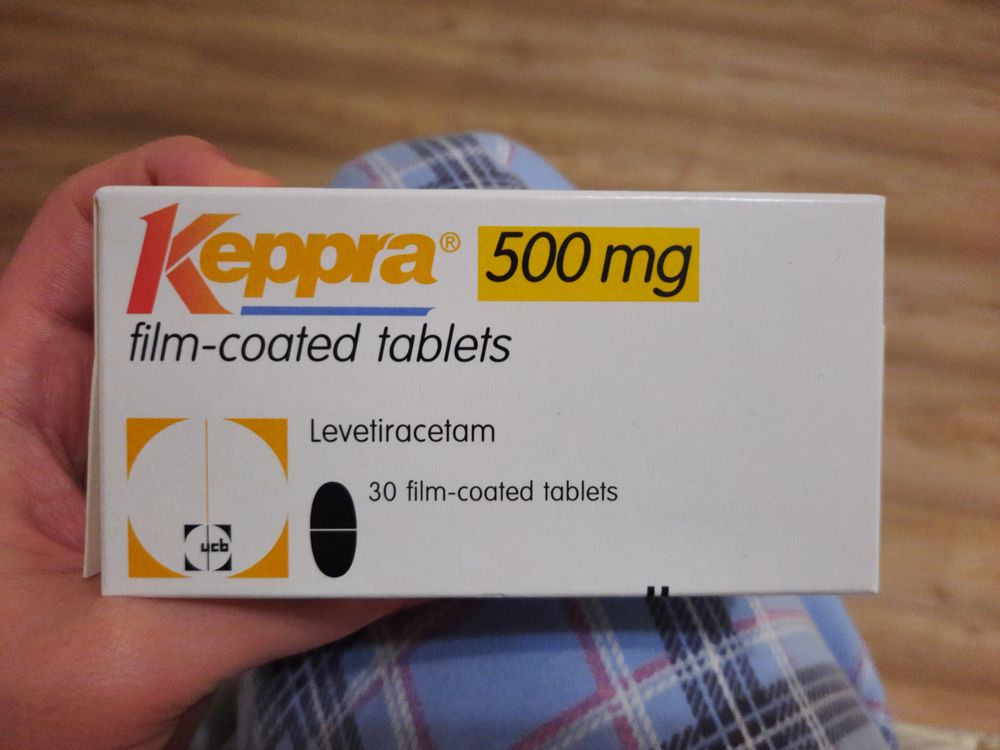 Keppra® 500 mg
film-coated tablets
Levetiracetam
30 film-coated tablets
ucb